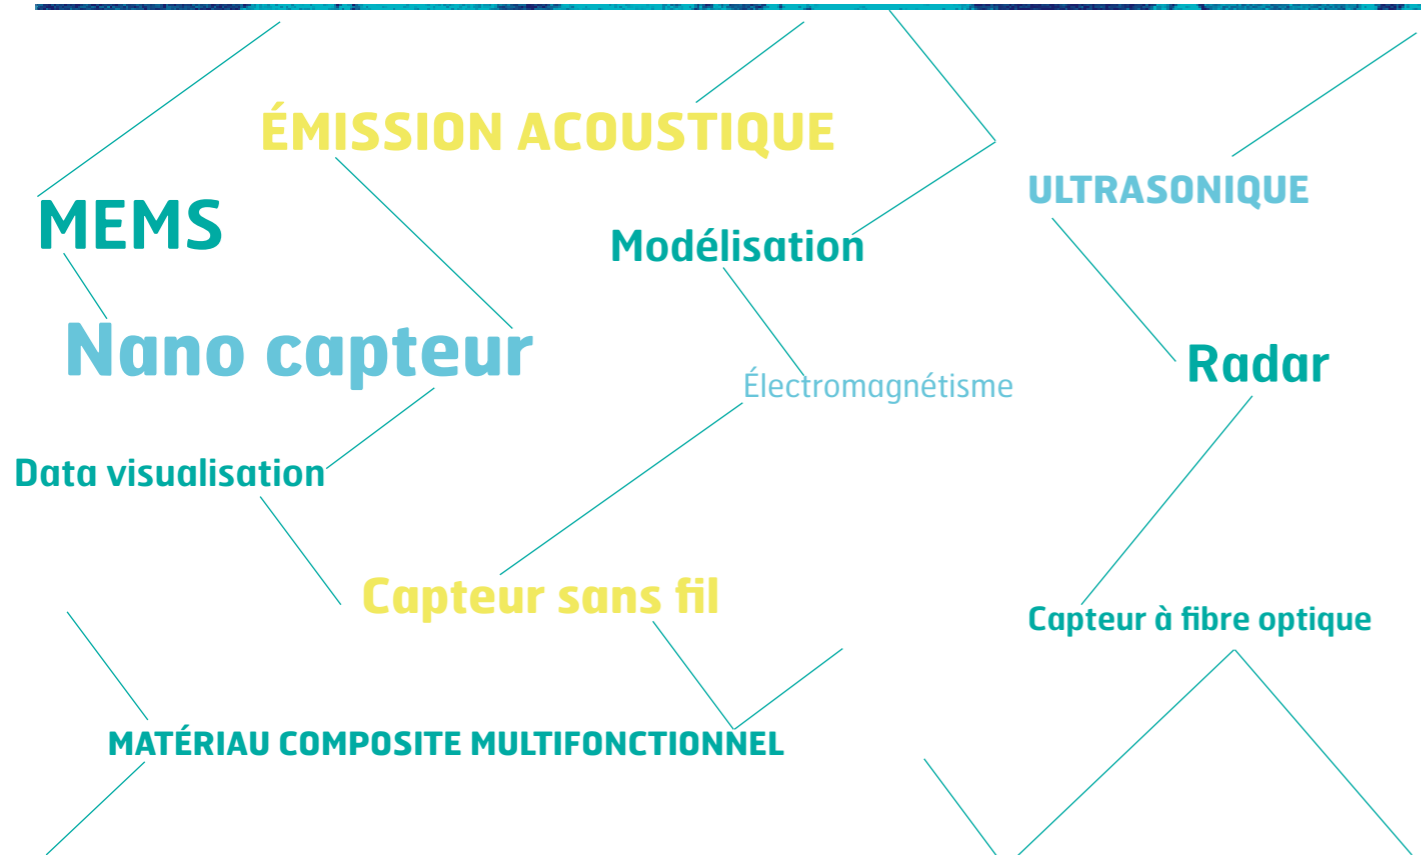 ÉMISSION ACOUSTIQUE
ULTRASONIQUE
MEMS
Modélisation
Nano capteur
Radar
Électromagnétisme
Data visualisation
Capteur sans fil
Capteur à fibre optique
MATÉRIAU COMPOSITE MULTIFONCTIONNEL